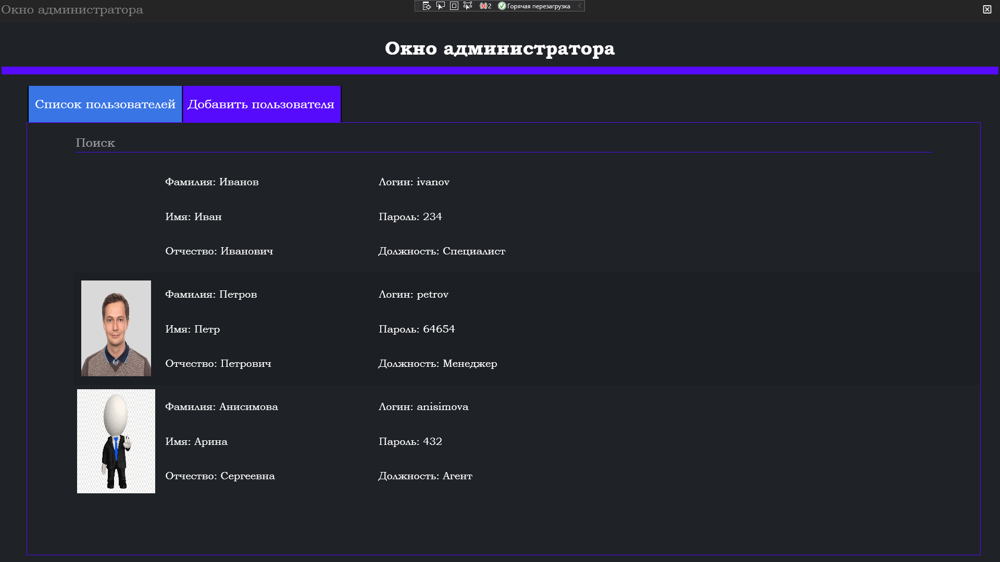 Окно администратора
2
Горячая перезагрузка
Окно администратора
Список пользователей
Добавить пользователя
Поиск
Фамилия: Иванов
Логин: ivanov
Имя: Иван
Пароль: 234
Отчество: Иванович
Должность: Специалист
Фамилия: Петров
Логин: petrov
Имя: Петр
Пароль: 64654
Отчество: Петрович
Должность: Менеджер
Фамилия: Анисимова
Логин: anisimova
Имя: Арина
Пароль: 432
Отчество: Сергеевна
Должность: Агент